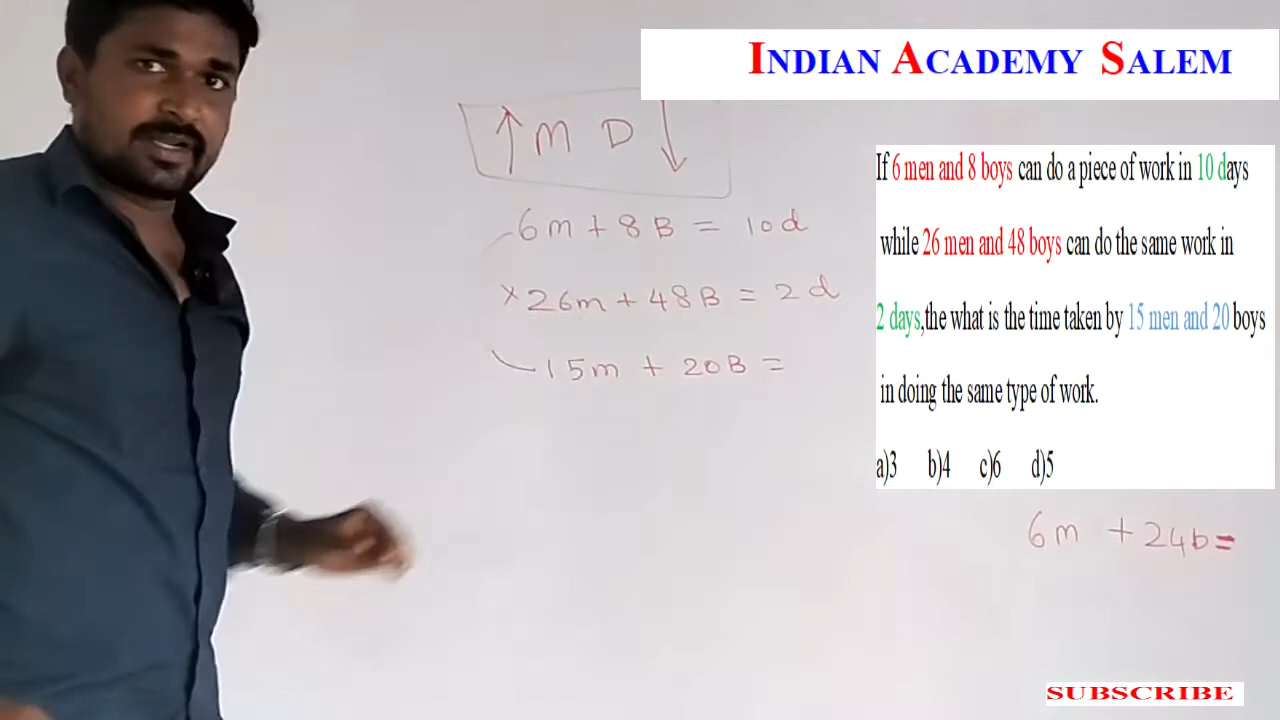 INDIAN ACADEMY SALEM
↑ M D ↓
6m + 8B = 10d
× 26m + 48B = 2d
15m + 20B =
If 6 men and 8 boys can do a piece of work in 10 days
while 26 men and 48 boys can do the same work in
2 days,the what is the time taken by 15 men and 20 boys
in doing the same type of work.
a)3 b)4 c)6 d)5
6m + 24b=
SUBSCRIBE